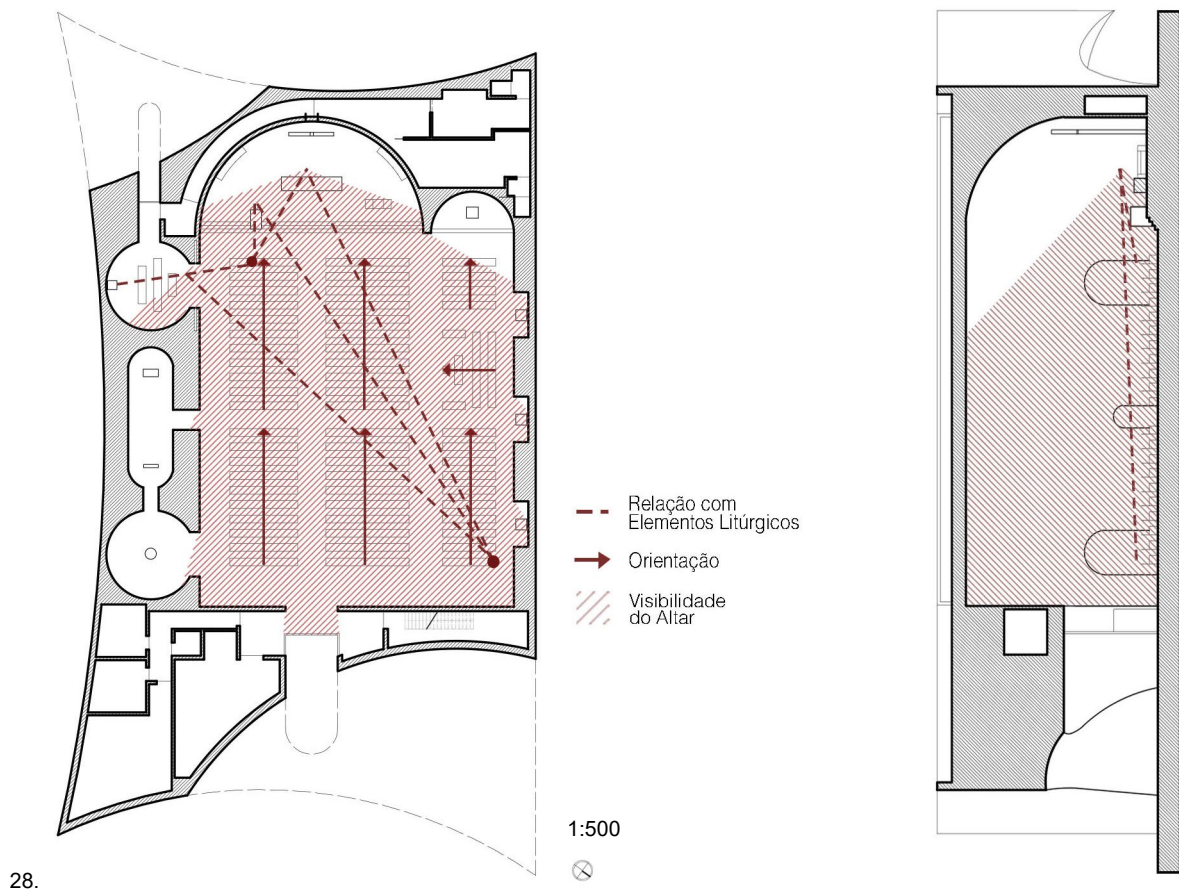 Relação com
Elementos Litúrgicos
Orientação
Visibilidade
do Altar
1:500
28.